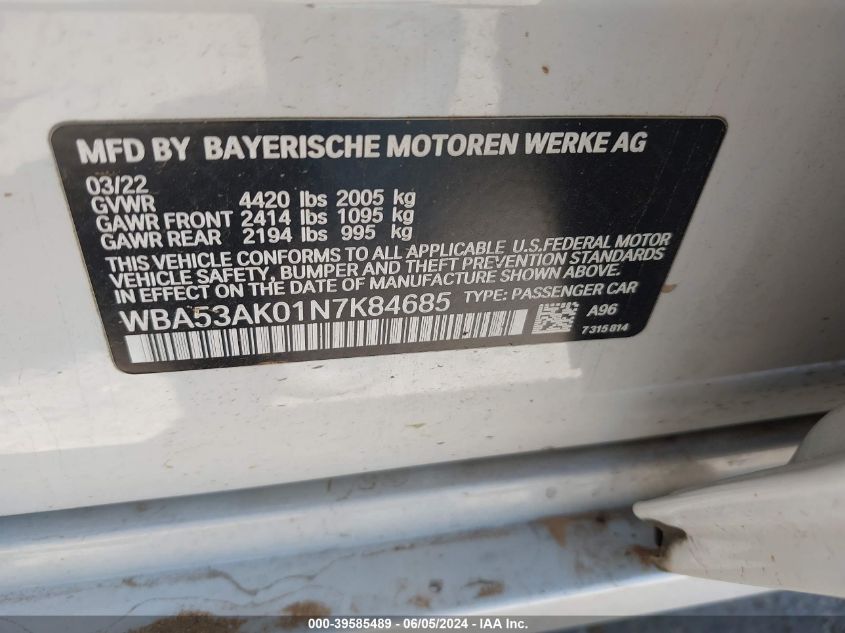 MFD BY BAYERISCHE MOTOREN WERKE AG
03/22
GVWR 4420 lbs 2005 kg
GAWR FRONT 2414 lbs 1095 kg
GAWR REAR 2194 lbs 995 kg
THIS VEHICLE CONFORMS TO ALL APPLICABLE U.S.FEDERAL MOTOR
VEHICLE SAFETY, BUMPER AND THEFT PREVENTION STANDARDS
IN EFFECT ON THE DATE OF MANUFACTURE SHOWN ABOVE.
WBA53AK01N7K84685 TYPE: PASSENGER CAR A96
7 315 814
000-39585489 - 06/05/2024 - IAA Inc.